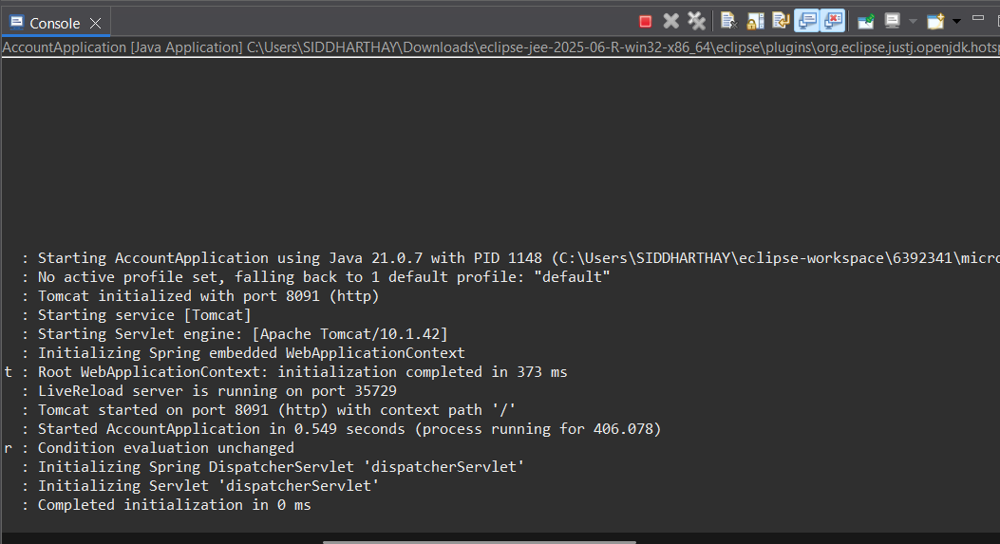 Console
AccountApplication [Java Application] C:\Users\SIDDHARTHAY\Downloads\eclipse-jee-2025-06-R-win32-x86_64\eclipse\plugins\org.eclipse.justj.openjdk.hotsp
: Starting AccountApplication using Java 21.0.7 with PID 1148 (C:\Users\SIDDHARTHAY\eclipse-workspace\6392341\micro
: No active profile set, falling back to 1 default profile: "default"
: Tomcat initialized with port 8091 (http)
: Starting service [Tomcat]
: Starting Servlet engine: [Apache Tomcat/10.1.42]
: Initializing Spring embedded WebApplicationContext
t : Root WebApplicationContext: initialization completed in 373 ms
: LiveReload server is running on port 35729
: Tomcat started on port 8091 (http) with context path '/'
: Started AccountApplication in 0.549 seconds (process running for 406.078)
r : Condition evaluation unchanged
: Initializing Spring DispatcherServlet 'dispatcherServlet'
: Initializing Servlet 'dispatcherServlet'
: Completed initialization in 0 ms